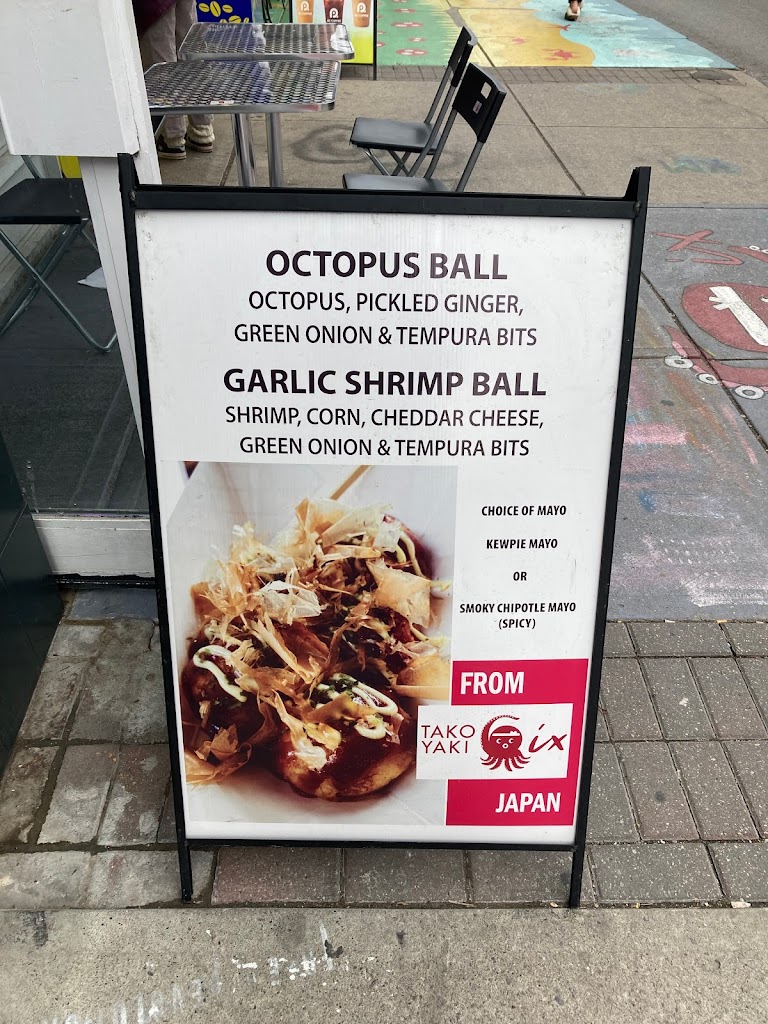 OCTOPUS BALL
OCTOPUS, PICKLED GINGER,
GREEN ONION & TEMPURA BITS
GARLIC SHRIMP BALL
SHRIMP, CORN, CHEDDAR CHEESE,
GREEN ONION & TEMPURA BITS
CHOICE OF MAYO
KEWPIE MAYO
OR
SMOKY CHIPOTLE MAYO
(SPICY)
FROM
TAKO
YAKI
ix
JAPAN